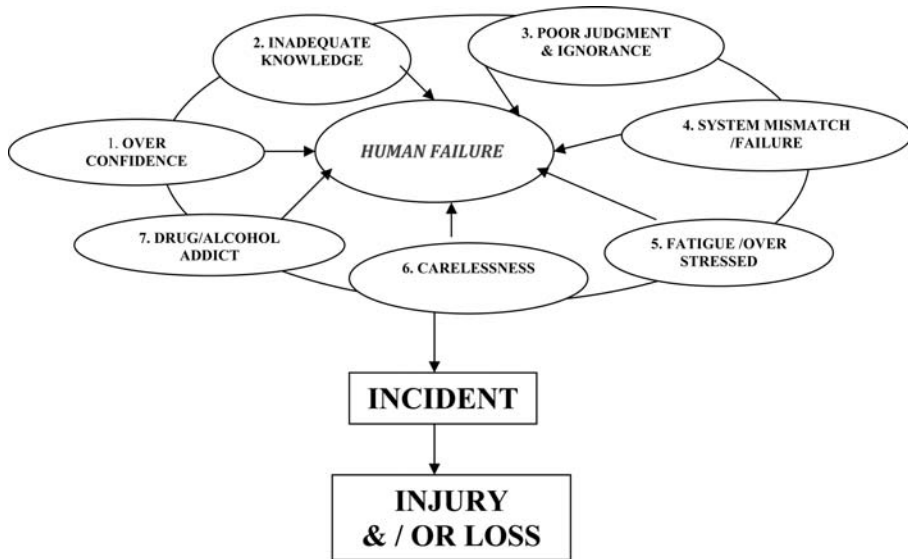 1. OVER
CONFIDENCE
2. INADEQUATE
KNOWLEDGE
3. POOR JUDGMENT
& IGNORANCE
4. SYSTEM MISMATCH
/FAILURE
5. FATIGUE /OVER
STRESSED
6. CARELESSNESS
7. DRUG/ALCOHOL
ADDICT
HUMAN FAILURE
INCIDENT
INJURY
& / OR LOSS